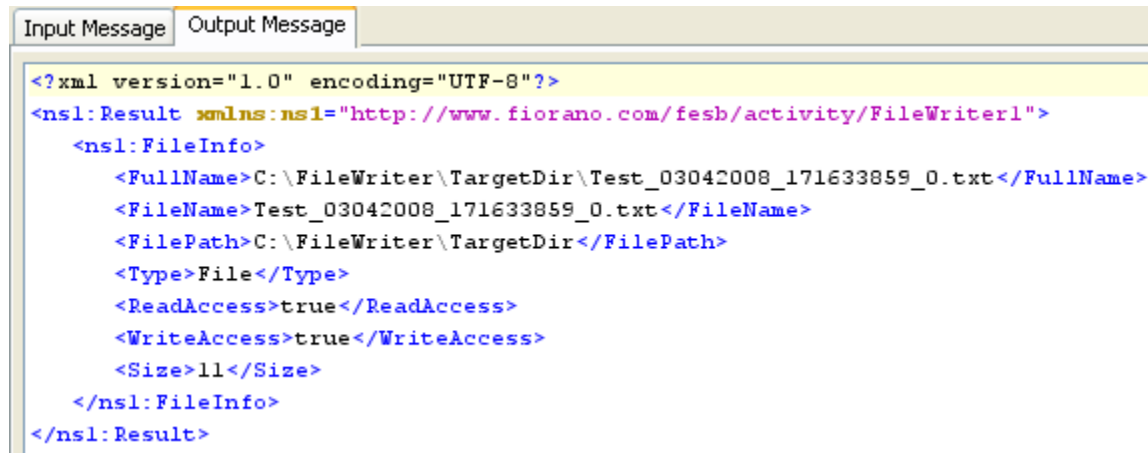 Input Message Output Message
<?xml version="1.0" encoding="UTF-8"?>
<ns1:Result xmlns:ns1="http://www.fiorano.com/fesb/activity/FileWriter1">
<ns1:FileInfo>
<FullName>C:\FileWriter\TargetDir\Test_03042008_171633859_0.txt</FullName>
<FileName>Test_03042008_171633859_0.txt</FileName>
<FilePath>C:\FileWriter\TargetDir</FilePath>
<Type>File</Type>
<ReadAccess>true</ReadAccess>
<WriteAccess>true</WriteAccess>
<Size>11</Size>
</ns1:FileInfo>
</ns1:Result>